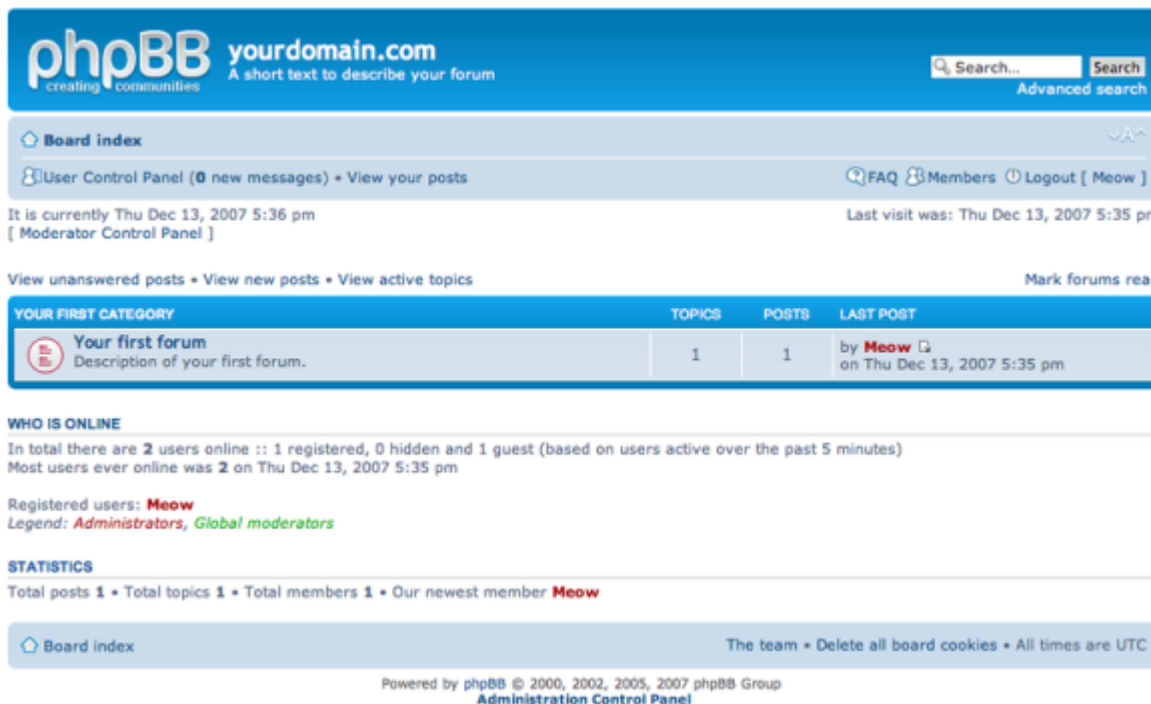 phpBB
creating communities
yourdomain.com
A short text to describe your forum
Search... Search
Advanced search
Board index
A
User Control Panel (0 new messages) • View your posts
FAQ Members Logout [ Meow ]
It is currently Thu Dec 13, 2007 5:36 pm
Last visit was: Thu Dec 13, 2007 5:35 pm
[ Moderator Control Panel ]
View unanswered posts • View new posts • View active topics
Mark forums rea
YOUR FIRST CATEGORY TOPICS POSTS LAST POST
Your first forum
Description of your first forum.
1 1
by Meow
on Thu Dec 13, 2007 5:35 pm
WHO IS ONLINE
In total there are 2 users online :: 1 registered, 0 hidden and 1 guest (based on users active over the past 5 minutes)
Most users ever online was 2 on Thu Dec 13, 2007 5:35 pm
Registered users: Meow
Legend: Administrators, Global moderators
STATISTICS
Total posts 1 • Total topics 1 • Total members 1 • Our newest member Meow
Board index
The team • Delete all board cookies • All times are UTC
Powered by phpBB © 2000, 2002, 2005, 2007 phpBB Group
Administration Control Panel